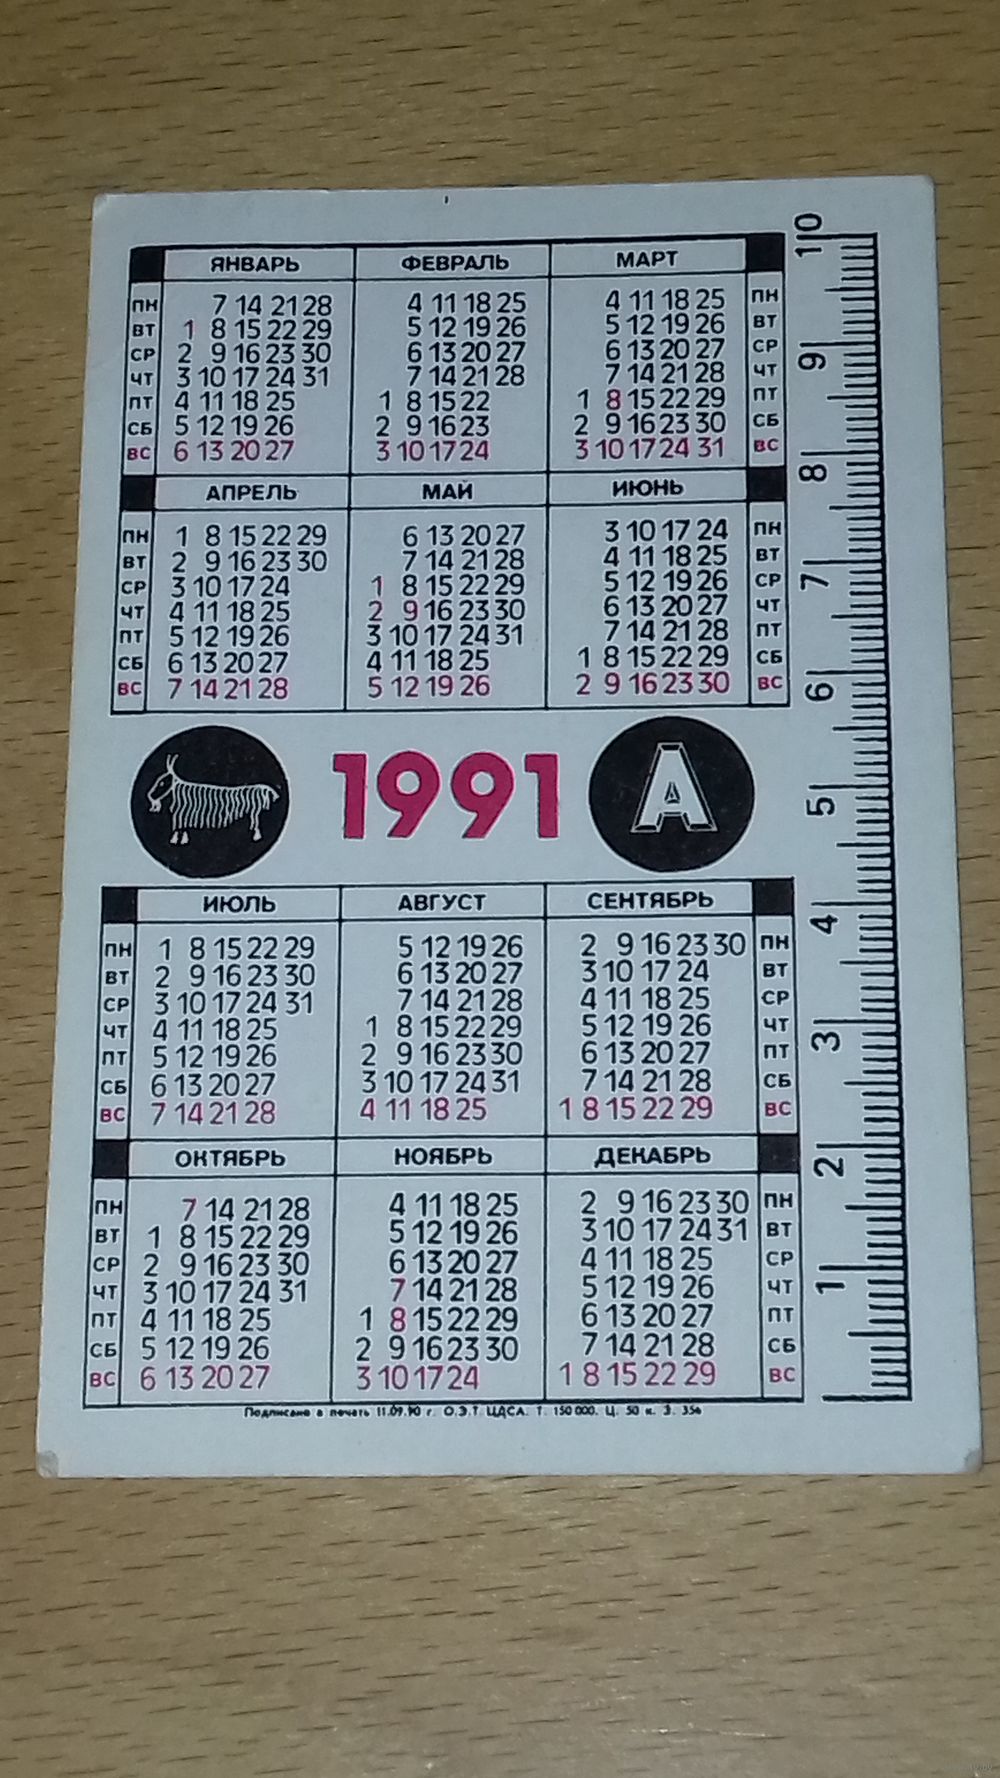 ЯНВАРЬ ФЕВРАЛЬ МАРТ
ПН 7 14 21 28 4 11 18 25 4 11 18 25 ПН
ВТ 1 8 15 22 29 5 12 19 26 5 12 19 26 ВТ
СР 2 9 16 23 30 6 13 20 27 6 13 20 27 СР
ЧТ 3 10 17 24 31 7 14 21 28 7 14 21 28 ЧТ
ПТ 4 11 18 25 1 8 15 22 1 8 15 22 29 ПТ
СБ 5 12 19 26 2 9 16 23 2 9 16 23 30 СБ
ВС 6 13 20 27 3 10 17 24 3 10 17 24 31 ВС
АПРЕЛЬ МАЙ ИЮНЬ
ПН 1 8 15 22 29 6 13 20 27 3 10 17 24 ПН
ВТ 2 9 16 23 30 7 14 21 28 4 11 18 25 ВТ
СР 3 10 17 24 1 8 15 22 29 5 12 19 26 СР
ЧТ 4 11 18 25 2 9 16 23 30 6 13 20 27 ЧТ
ПТ 5 12 19 26 3 10 17 24 31 7 14 21 28 ПТ
СБ 6 13 20 27 4 11 18 25 1 8 15 22 29 СБ
ВС 7 14 21 28 5 12 19 26 2 9 16 23 30 ВС
1991 А
ИЮЛЬ АВГУСТ СЕНТЯБРЬ
ПН 1 8 15 22 29 5 12 19 26 2 9 16 23 30 ПН
ВТ 2 9 16 23 30 6 13 20 27 3 10 17 24 ВТ
СР 3 10 17 24 31 7 14 21 28 4 11 18 25 СР
ЧТ 4 11 18 25 1 8 15 22 29 5 12 19 26 ЧТ
ПТ 5 12 19 26 2 9 16 23 30 6 13 20 27 ПТ
СБ 6 13 20 27 3 10 17 24 31 7 14 21 28 СБ
ВС 7 14 21 28 4 11 18 25 1 8 15 22 29 ВС
ОКТЯБРЬ НОЯБРЬ ДЕКАБРЬ
ПН 7 14 21 28 4 11 18 25 2 9 16 23 30 ПН
ВТ 1 8 15 22 29 5 12 19 26 3 10 17 24 31 ВТ
СР 2 9 16 23 30 6 13 20 27 4 11 18 25 СР
ЧТ 3 10 17 24 31 7 14 21 28 5 12 19 26 ЧТ
ПТ 4 11 18 25 1 8 15 22 29 6 13 20 27 ПТ
СБ 5 12 19 26 2 9 16 23 30 7 14 21 28 СБ
ВС 6 13 20 27 3 10 17 24 1 8 15 22 29 ВС
Подписано в печать 11.09.90 г. О.Э.Т. ЦДСА. Т. 150 000. Ц. 50 к. З. 356
10
9
8
7
6
5
4
3
2
1